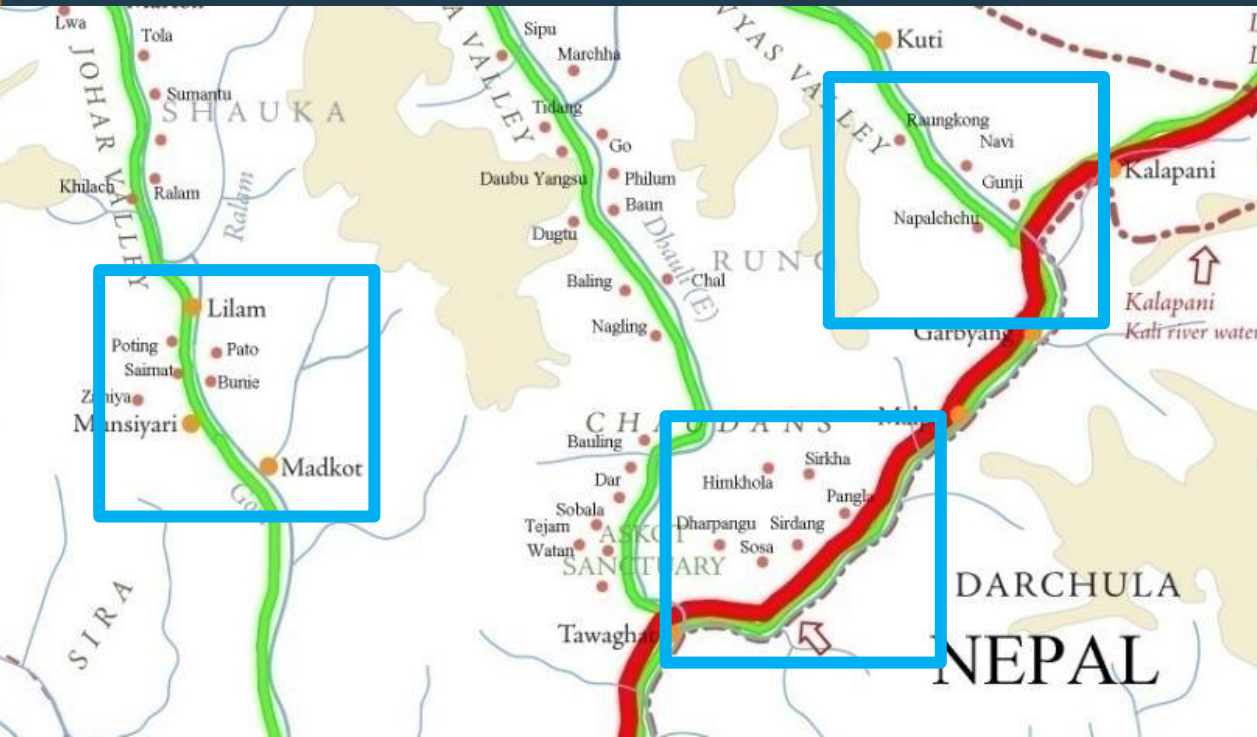 Lwa
Tola
Sumantu
SHAUKA
JOHAR VALLEY
Khilach
Ralam
Ralam
Lilam
Poting
Pato
Saimat
Bunie
Munsiyari
Madkot
SIRA
VALLEY
Sipu
Marchha
Tidang
Go
Daubu Yangsu
Philum
Baun
Dugtu
Dhauli (E)
Baling
Chal
Nagling
RUNG
CHAUDANS
Bauling
Dar
Sobala
Tejam
Watan
ASKOT
SANCTUARY
Himkhola
Sirkha
Pangla
Dharpangu
Sirdang
Sosa
Tawaghat
VYAS VALLEY
Kuti
Raungkong
Navi
Gunji
Napalchchu
Kalapani
Garbyang
Kalapani
Kali river water
DARCHULA
NEPAL